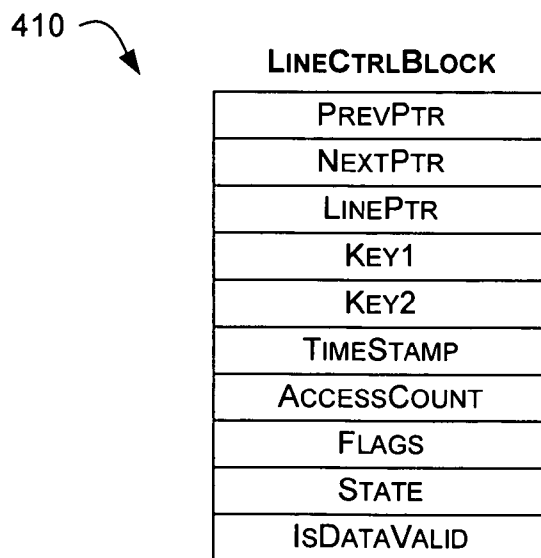 410
LINECTRLBLOCK
PREVPTR
NEXTPTR
LINEPTR
KEY1
KEY2
TIMESTAMP
ACCESSCOUNT
FLAGS
STATE
ISDATAVALID